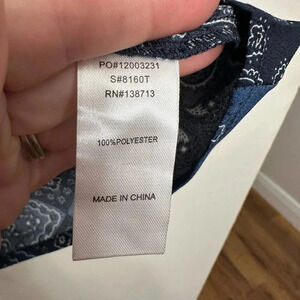 PO#12003231
S#8160T
RN#138713
100%POLYESTER
MADE IN CHINA